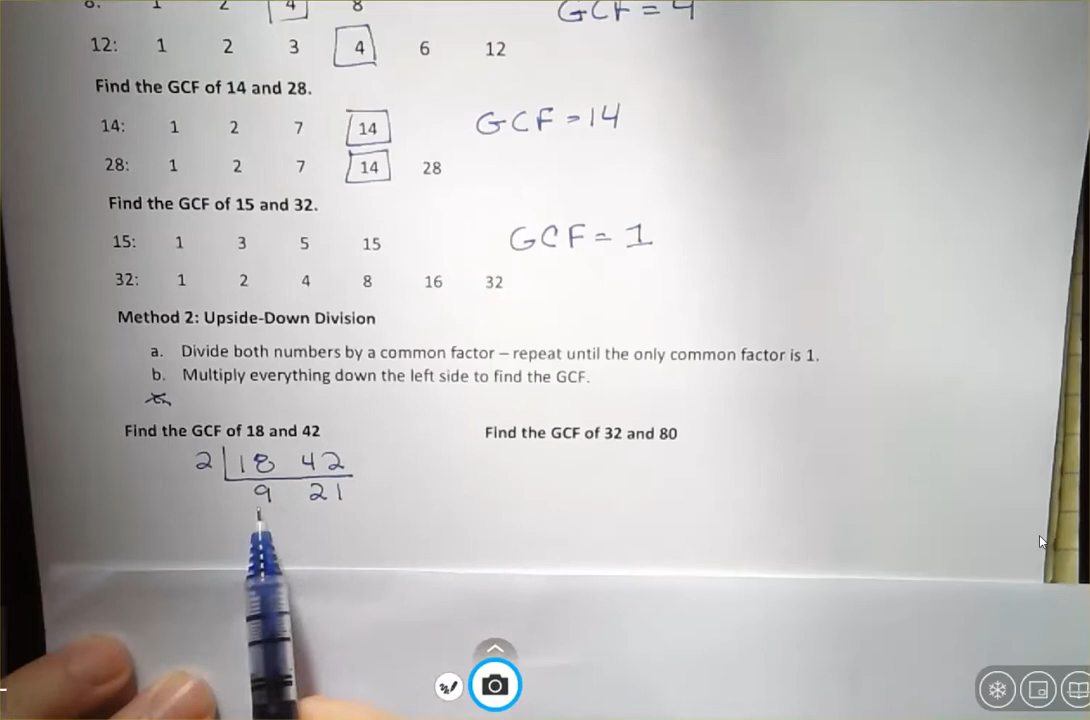 8: 1 2 4 8 GCF = 4
12: 1 2 3 4 6 12
Find the GCF of 14 and 28.
14: 1 2 7 14 GCF = 14
28: 1 2 7 14 28
Find the GCF of 15 and 32.
15: 1 3 5 15 GCF = 1
32: 1 2 4 8 16 32
Method 2: Upside-Down Division
a. Divide both numbers by a common factor – repeat until the only common factor is 1.
b. Multiply everything down the left side to find the GCF.
Find the GCF of 18 and 42 Find the GCF of 32 and 80
2 18 42
9 21